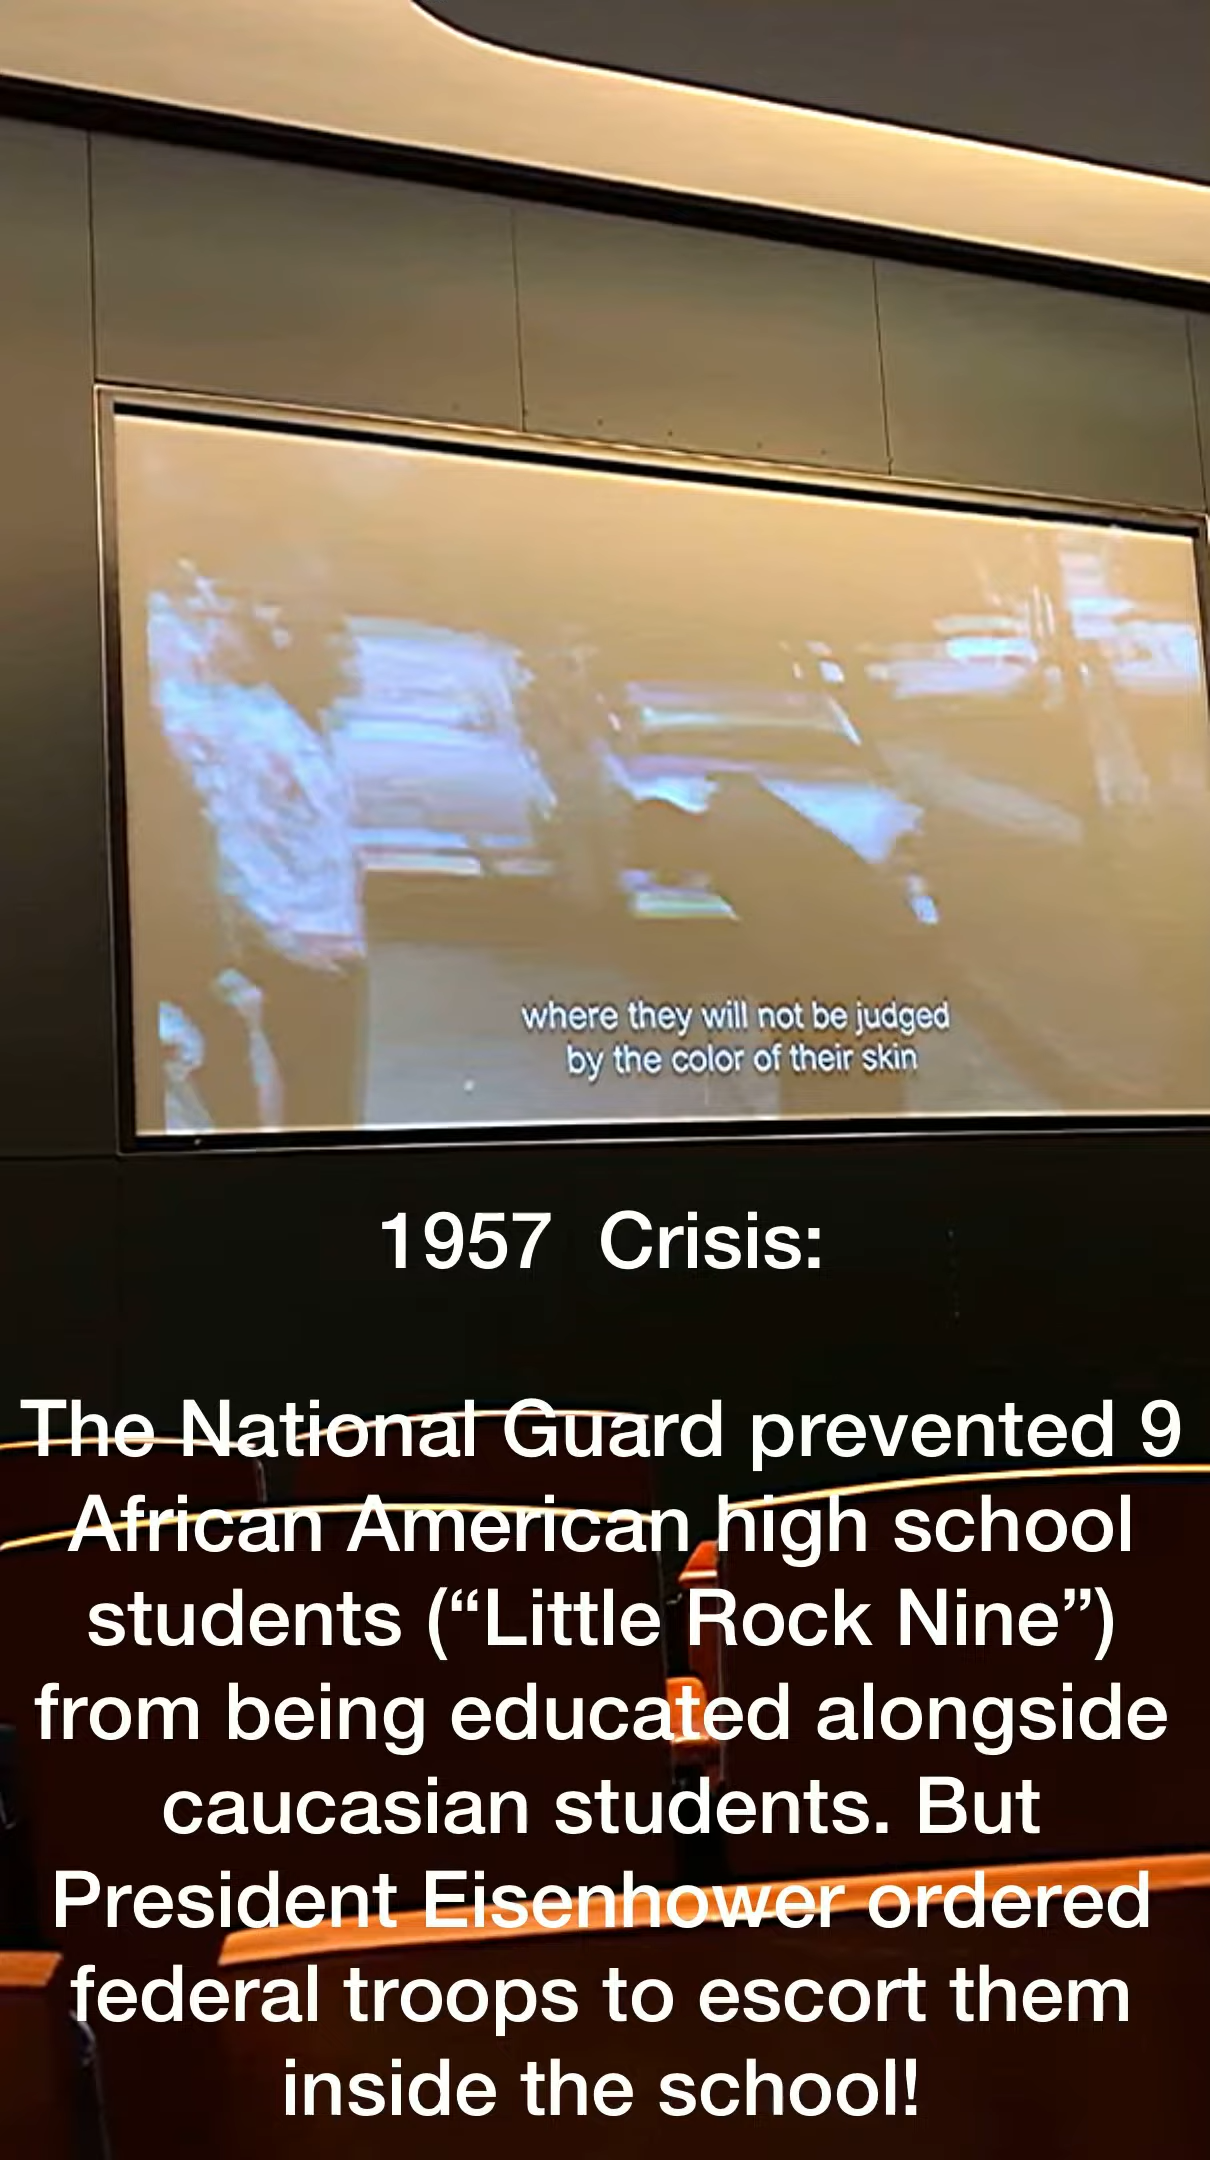 where they will not be judged
by the color of their skin
1957 Crisis:
The National Guard prevented 9
African American high school
students (“Little Rock Nine”)
from being educated alongside
caucasian students. But
President Eisenhower ordered
federal troops to escort them
inside the school!